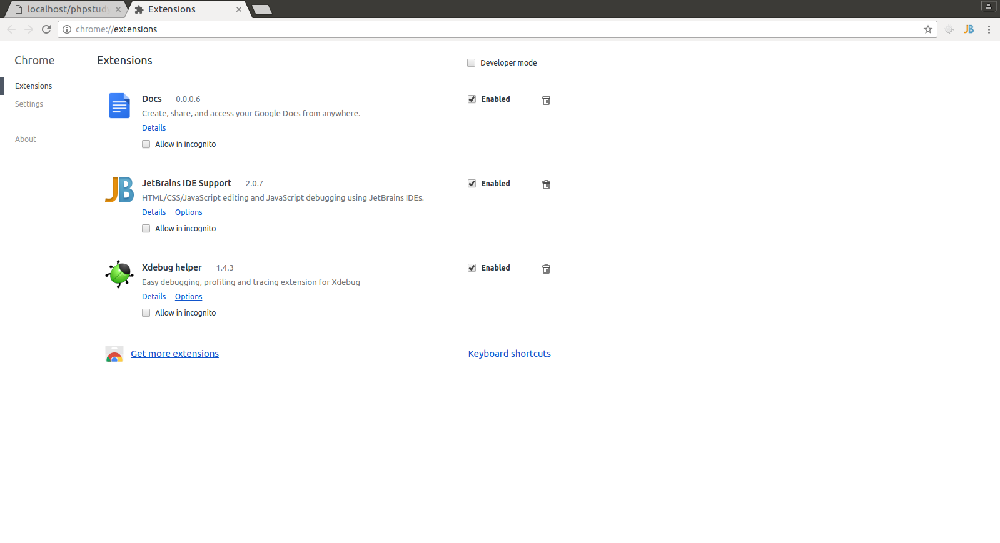 localhost/phpstudy
Extensions
chrome://extensions
JB
Chrome
Extensions
Developer mode
Extensions
Settings
About
Docs 0.0.0.6
Enabled
Create, share, and access your Google Docs from anywhere.
Details
Allow in incognito
JB
JetBrains IDE Support 2.0.7
Enabled
HTML/CSS/JavaScript editing and JavaScript debugging using JetBrains IDEs.
Details Options
Allow in incognito
Xdebug helper 1.4.3
Enabled
Easy debugging, profiling and tracing extension for Xdebug
Details Options
Allow in incognito
Get more extensions
Keyboard shortcuts